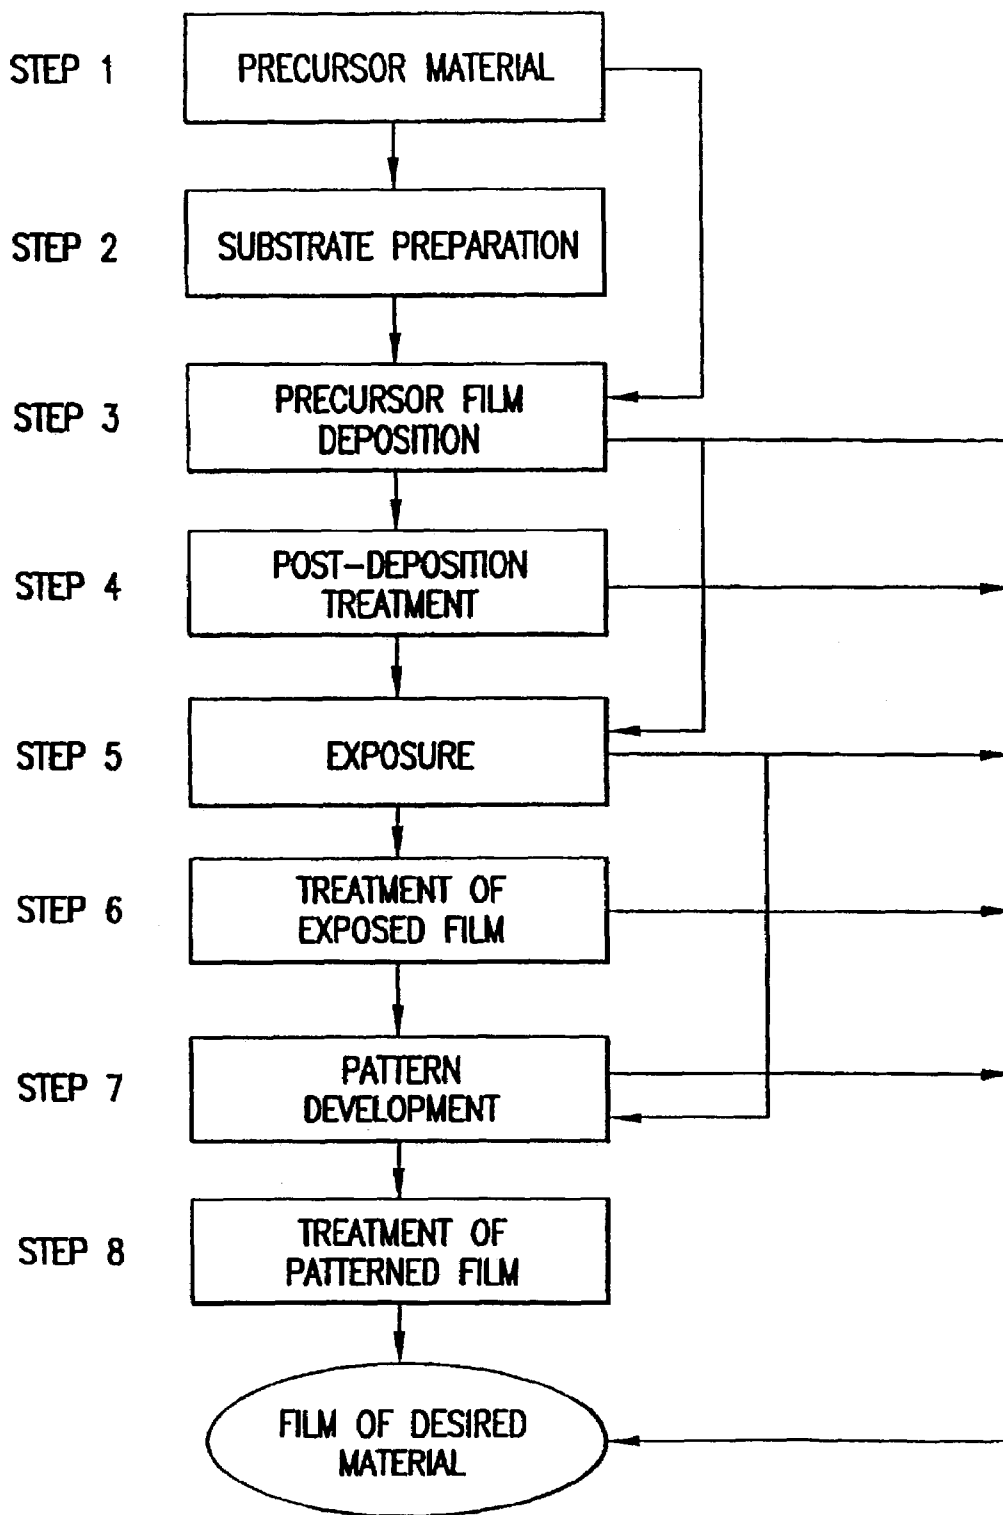 STEP 1
PRECURSOR MATERIAL
STEP 2
SUBSTRATE PREPARATION
STEP 3
PRECURSOR FILM
DEPOSITION
STEP 4
POST-DEPOSITION
TREATMENT
STEP 5
EXPOSURE
STEP 6
TREATMENT OF
EXPOSED FILM
STEP 7
PATTERN
DEVELOPMENT
STEP 8
TREATMENT OF
PATTERNED FILM
FILM OF DESIRED
MATERIAL